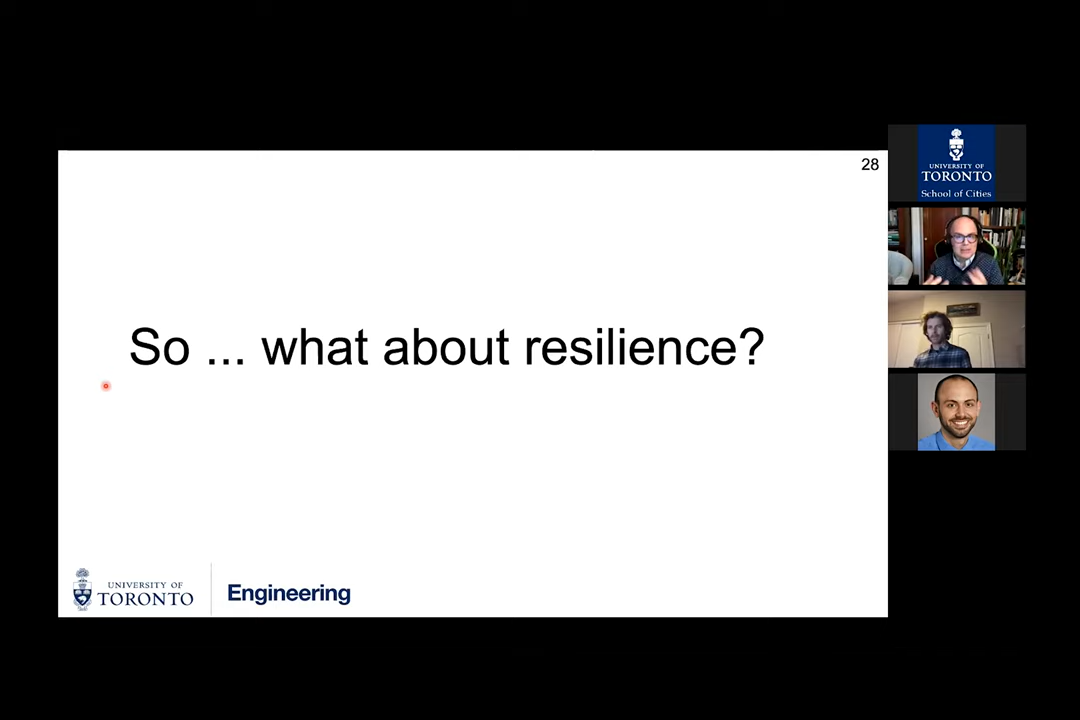 28
So ... what about resilience?
UNIVERSITY OF
TORONTO
Engineering
UNIVERSITY OF
TORONTO
School of Cities